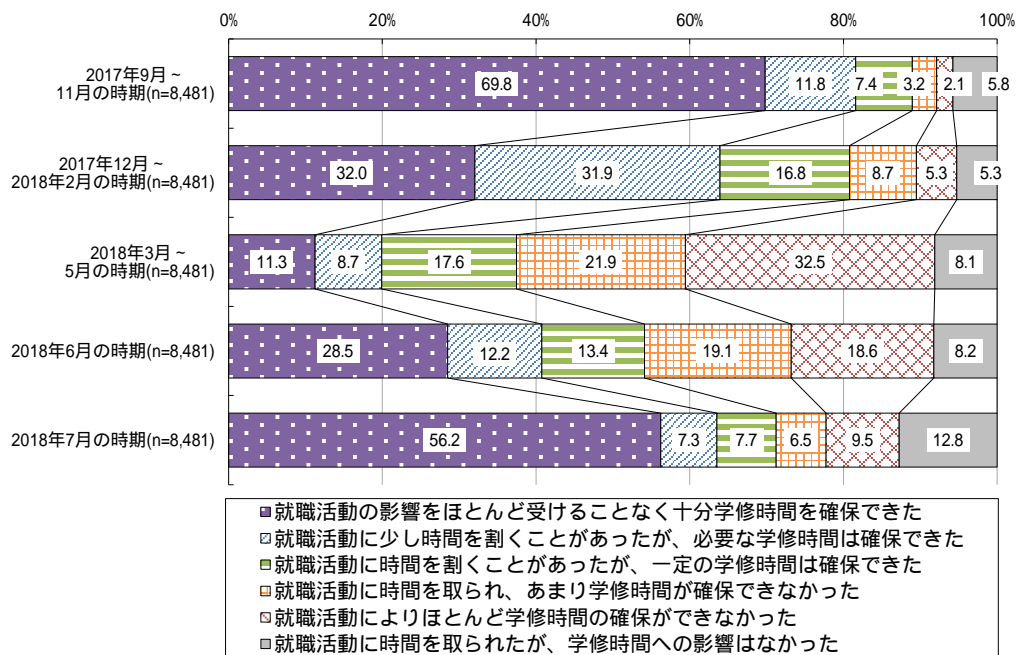 0% 20% 40% 60% 80% 100%
2017年9月~
11月の時期(n=8,481)
69.8 11.8 7.4 3.2 2.1 5.8
2017年12月~
2018年2月の時期(n=8,481)
32.0 31.9 16.8 8.7 5.3 5.3
2018年3月~
5月の時期(n=8,481)
11.3 8.7 17.6 21.9 32.5 8.1
2018年6月の時期(n=8,481)
28.5 12.2 13.4 19.1 18.6 8.2
2018年7月の時期(n=8,481)
56.2 7.3 7.7 6.5 9.5 12.8
就職活動の影響をほとんど受けることなく十分学修時間を確保できた
就職活動に少し時間を割くことがあったが、必要な学修時間は確保できた
就職活動に時間を割くことがあったが、一定の学修時間は確保できた
就職活動に時間を取られ、あまり学修時間が確保できなかった
就職活動によりほとんど学修時間の確保ができなかった
就職活動に時間を取られたが、学修時間への影響はなかった